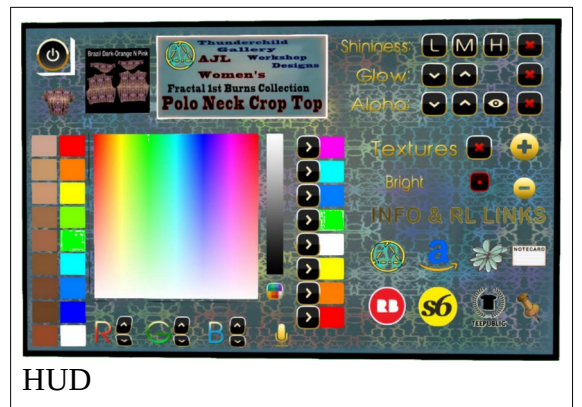 Brazil Dark-Orange N Pink
Thunderchild
Gallery
AJL Workshop
Designs
Women's
Fractal 1st Burns Collection
Polo Neck Crop Top
Shininess: L M H
Glow:
Alpha:
Textures
Bright
INFO & RL LINKS
a
NOTECARD
RB
s6
TEEPUBLIC
R G B
HUD